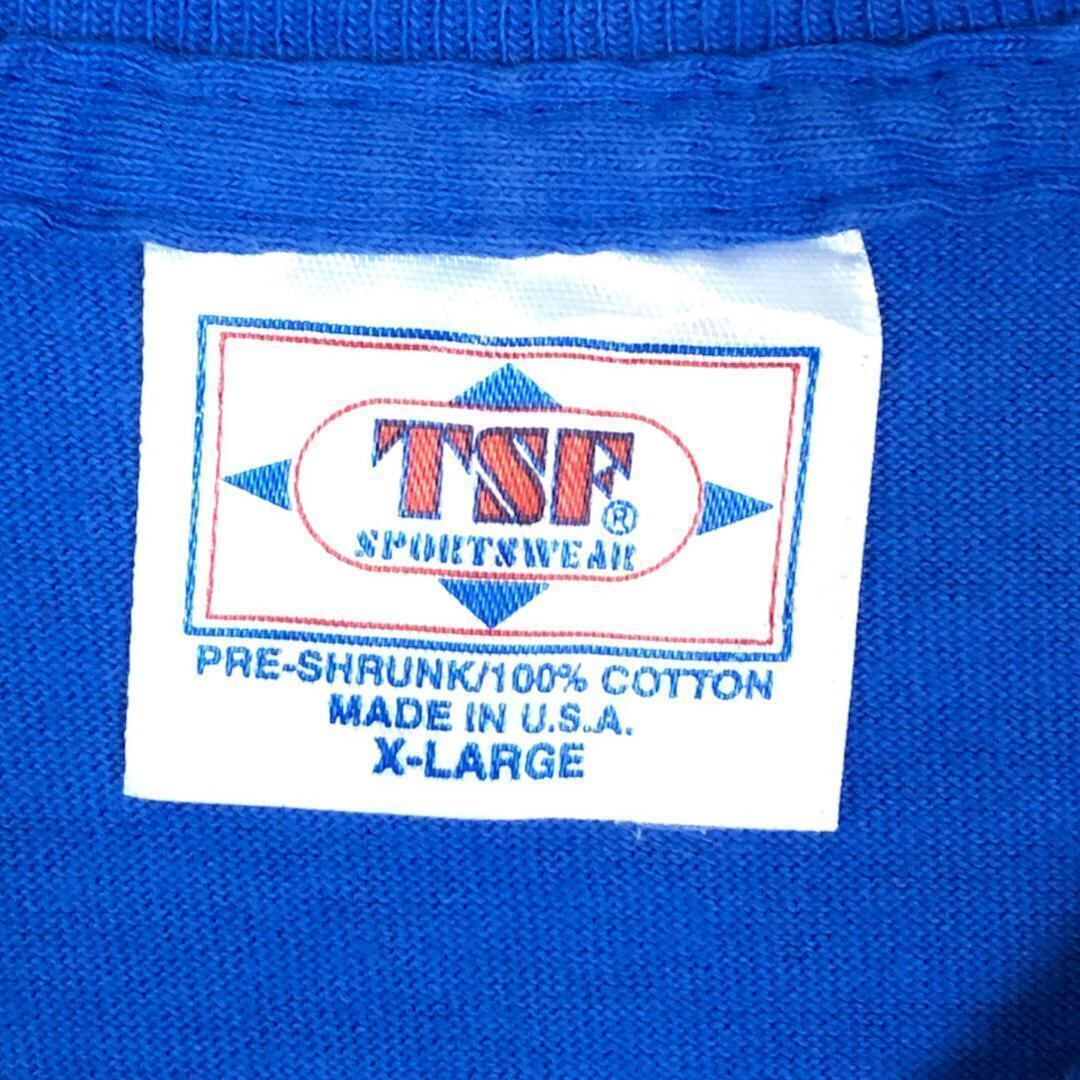 TSF®
SPORTSWEAR
PRE-SHRUNK/100% COTTON
MADE IN U.S.A.
X-LARGE